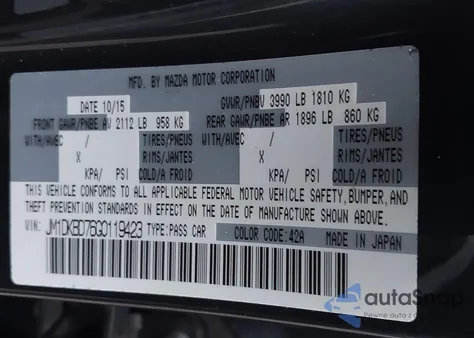 MFD. BY MAZDA MOTOR CORPORATION
DATE 10/15 GVWR/PNBV 3990 LB 1810 KG
FRONT GAWR/PNBE AV 2112 LB 958 KG REAR GAWR/PNBE AR 1896 LB 860 KG
WITH/AVEC / TIRES/PNEUS WITH/AVEC / TIRES/PNEUS
X RIMS/JANTES X RIMS/JANTES
KPA/ PSI COLD/A FROID KPA/ PSI COLD/A FROID
THIS VEHICLE CONFORMS TO ALL APPLICABLE FEDERAL MOTOR VEHICLE SAFETY, BUMPER, AND
THEFT PREVENTION STANDARDS IN EFFECT ON THE DATE OF MANUFACTURE SHOWN ABOVE.
VIN: JM1DKBD76G0119423 TYPE:PASS CAR COLOR CODE:42A MADE IN JAPAN
autaSnap
Pewne auta z